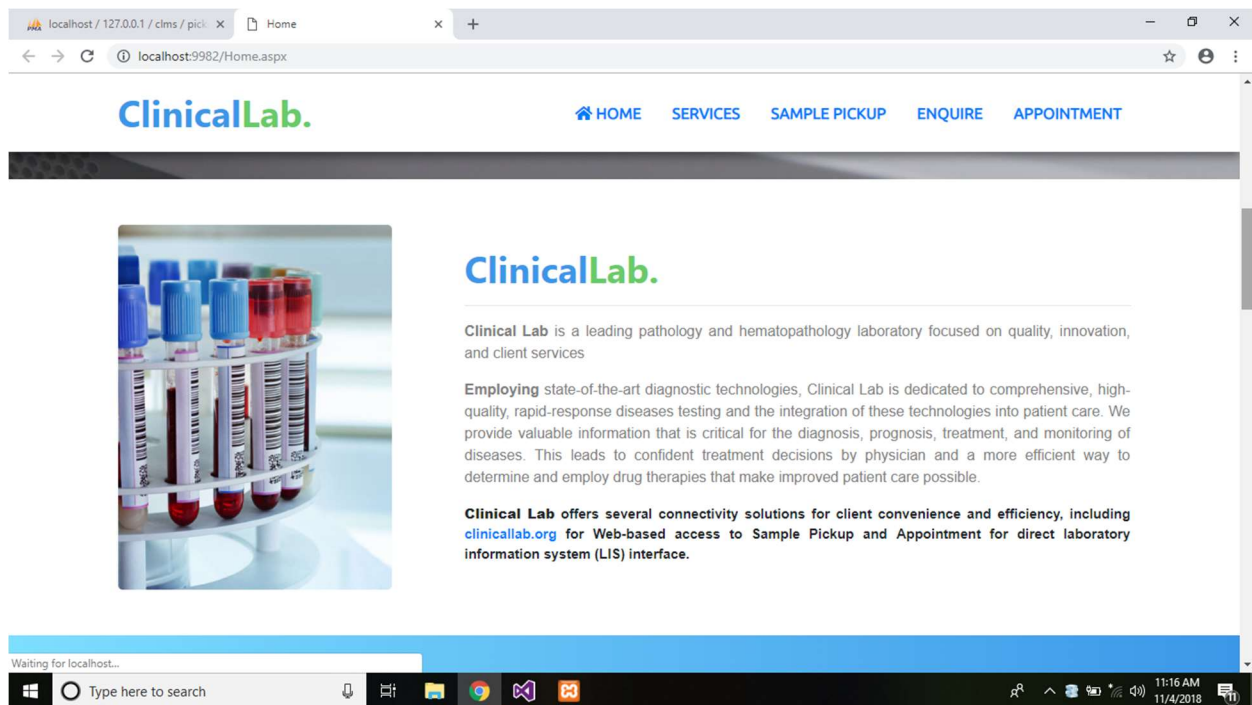 localhost / 127.0.0.1 / clms / pick
Home
localhost:9982/Home.aspx
ClinicalLab.
HOME SERVICES SAMPLE PICKUP ENQUIRE APPOINTMENT
ClinicalLab.
Clinical Lab is a leading pathology and hematopathology laboratory focused on quality, innovation,
and client services
Employing state-of-the-art diagnostic technologies, Clinical Lab is dedicated to comprehensive, high-
quality, rapid-response diseases testing and the integration of these technologies into patient care. We
provide valuable information that is critical for the diagnosis, prognosis, treatment, and monitoring of
diseases. This leads to confident treatment decisions by physician and a more efficient way to
determine and employ drug therapies that make improved patient care possible.
Clinical Lab offers several connectivity solutions for client convenience and efficiency, including
clinicallab.org for Web-based access to Sample Pickup and Appointment for direct laboratory
information system (LIS) interface.
Waiting for localhost...
Type here to search
11:16 AM
11/4/2018
11